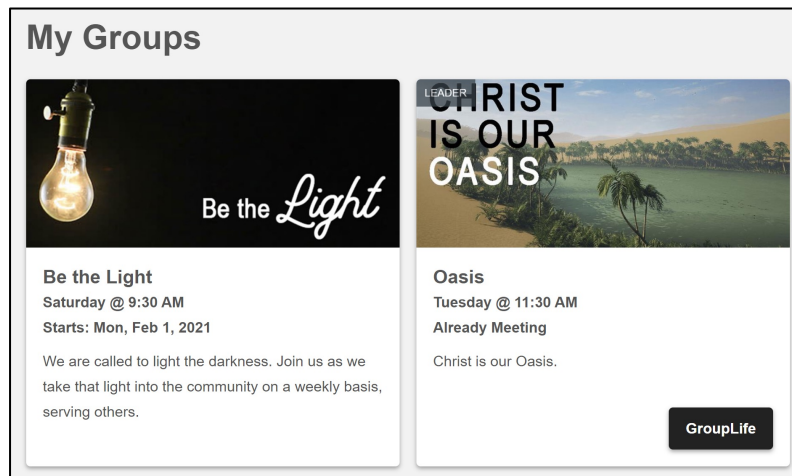 My Groups
Be the Light
Be the Light
Saturday @ 9:30 AM
Starts: Mon, Feb 1, 2021
We are called to light the darkness. Join us as we
take that light into the community on a weekly basis,
serving others.
LEADER
CHRIST
IS OUR
OASIS
Oasis
Tuesday @ 11:30 AM
Already Meeting
Christ is our Oasis.
GroupLife